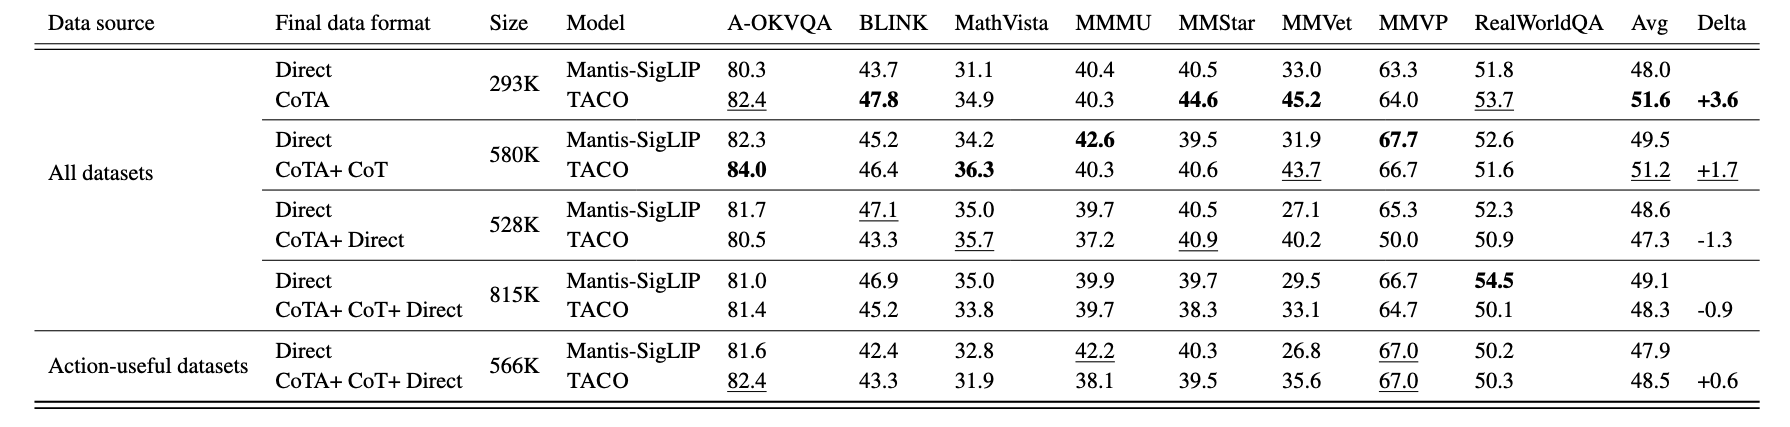 Data source Final data format Size Model A-OKVQA BLINK MathVista MMMU MMStar MMVet MMVP RealWorldQA Avg Delta
Direct Mantis-SigLIP 80.3 43.7 31.1 40.4 40.5 33.0 63.3 51.8 48.0
293K
CoTA TACO 82.4 47.8 34.9 40.3 44.6 45.2 64.0 53.7 51.6 +3.6
Direct Mantis-SigLIP 82.3 45.2 34.2 42.6 39.5 31.9 67.7 52.6 49.5
580K
CoTA+ CoT TACO 84.0 46.4 36.3 40.3 40.6 43.7 66.7 51.6 51.2 +1.7
All datasets
Direct Mantis-SigLIP 81.7 47.1 35.0 39.7 40.5 27.1 65.3 52.3 48.6
528K
CoTA+ Direct TACO 80.5 43.3 35.7 37.2 40.9 40.2 50.0 50.9 47.3 -1.3
Direct Mantis-SigLIP 81.0 46.9 35.0 39.9 39.7 29.5 66.7 54.5 49.1
815K
CoTA+ CoT+ Direct TACO 81.4 45.2 33.8 39.7 38.3 33.1 64.7 50.1 48.3 -0.9
Direct Mantis-SigLIP 81.6 42.4 32.8 42.2 40.3 26.8 67.0 50.2 47.9
Action-useful datasets 566K
CoTA+ CoT+ Direct TACO 82.4 43.3 31.9 38.1 39.5 35.6 67.0 50.3 48.5 +0.6